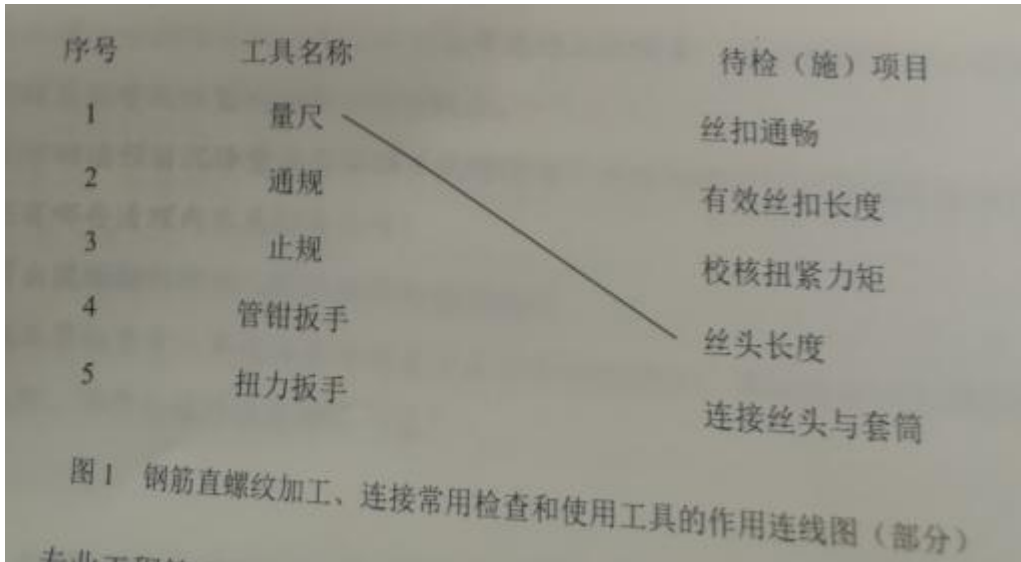 序号 工具名称 待检（施）项目
1 量尺 丝扣通畅
2 通规 有效丝扣长度
3 止规 校核扭紧力矩
4 管钳扳手 丝头长度
5 扭力扳手 连接丝头与套筒
图1 钢筋直螺纹加工、连接常用检查和使用工具的作用连线图（部分）
专业工程